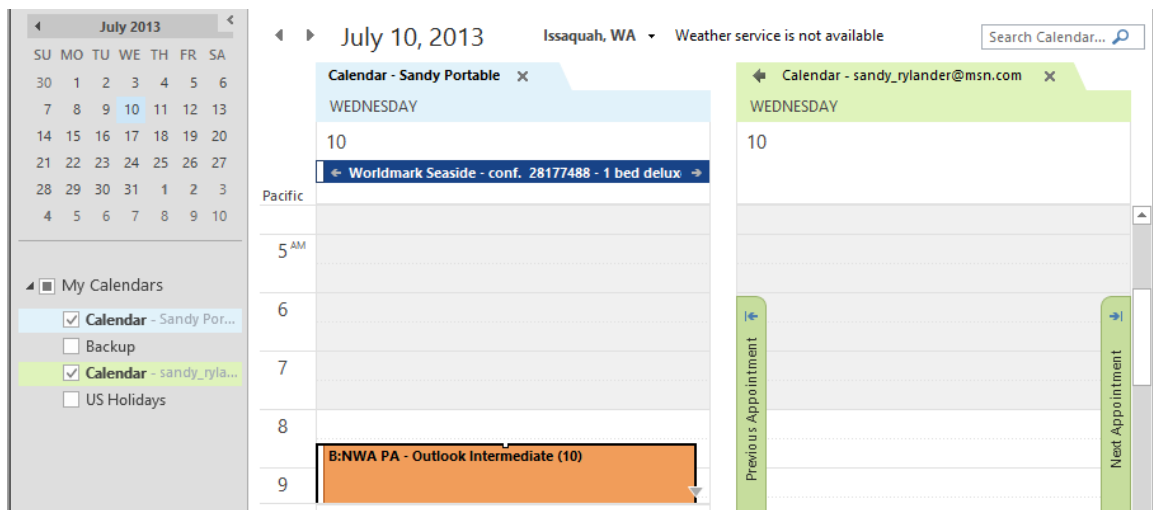 July 2013
SU MO TU WE TH FR SA
30 1 2 3 4 5 6
7 8 9 10 11 12 13
14 15 16 17 18 19 20
21 22 23 24 25 26 27
28 29 30 31 1 2 3
4 5 6 7 8 9 10
My Calendars
Calendar - Sandy Por...
Backup
Calendar - sandy_ryla...
US Holidays
July 10, 2013
Issaquah, WA
Weather service is not available
Search Calendar...
Calendar - Sandy Portable
WEDNESDAY
10
Worldmark Seaside - conf. 28177488 - 1 bed delux
Pacific
5 AM
6
7
8
9
B:NWA PA - Outlook Intermediate (10)
Calendar - sandy_rylander@msn.com
WEDNESDAY
10
Previous Appointment
Next Appointment